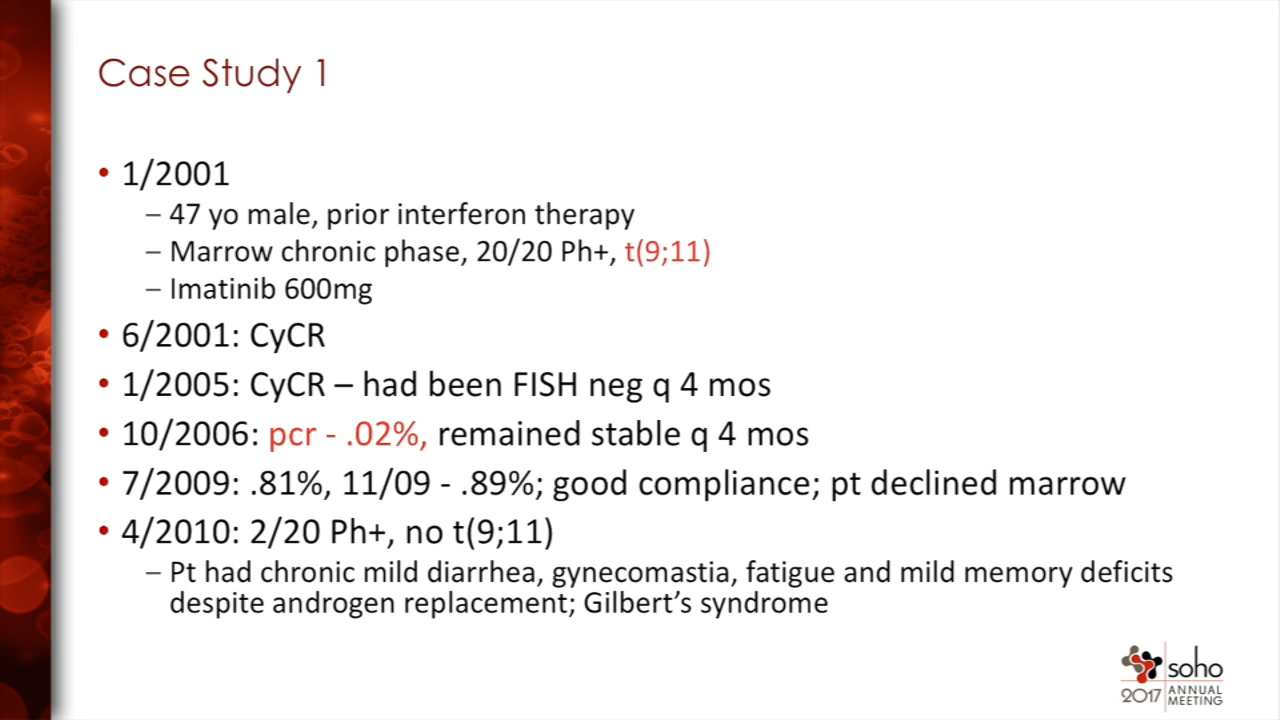 Case Study 1
• 1/2001
– 47 yo male, prior interferon therapy
– Marrow chronic phase, 20/20 Ph+, t(9;11)
– Imatinib 600mg
• 6/2001: CyCR
• 1/2005: CyCR – had been FISH neg q 4 mos
• 10/2006: pcr - .02%, remained stable q 4 mos
• 7/2009: .81%, 11/09 - .89%; good compliance; pt declined marrow
• 4/2010: 2/20 Ph+, no t(9;11)
– Pt had chronic mild diarrhea, gynecomastia, fatigue and mild memory deficits
despite androgen replacement; Gilbert’s syndrome
soho
2017 ANNUAL
MEETING